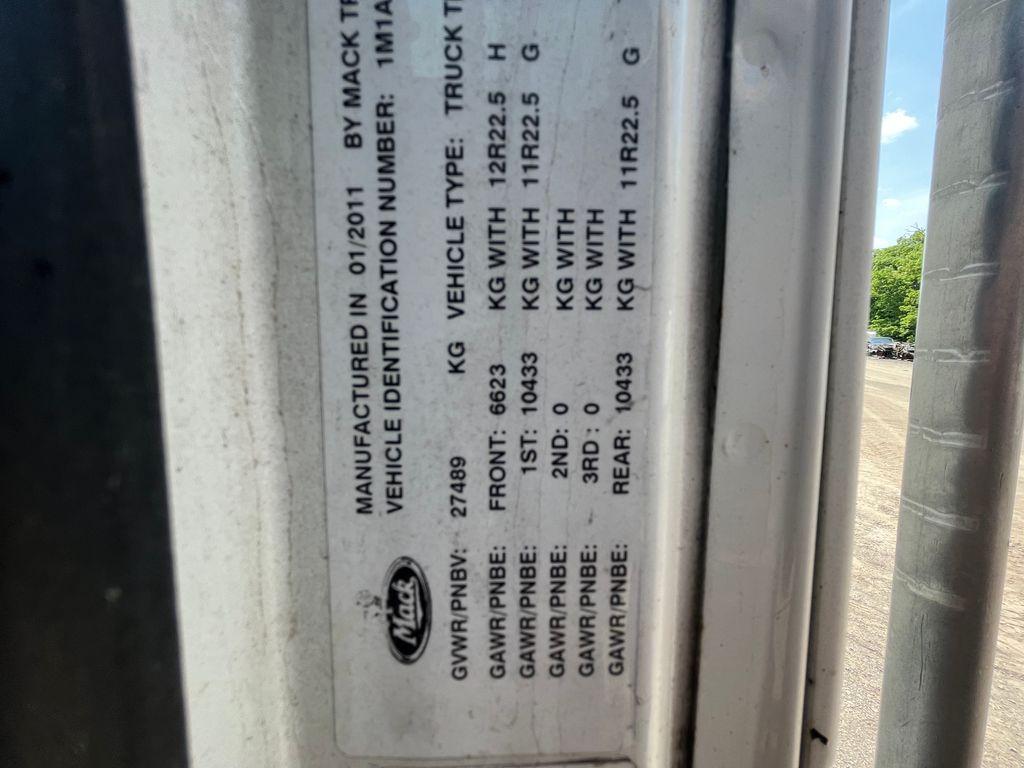 MANUFACTURED IN 01/2011 BY MACK TR
VEHICLE IDENTIFICATION NUMBER: 1M1A
Mack
GVWR/PNBV: 27489 KG VEHICLE TYPE: TRUCK T
GAWR/PNBE: FRONT: 6623 KG WITH 12R22.5 H
GAWR/PNBE: 1ST: 10433 KG WITH 11R22.5 G
GAWR/PNBE: 2ND: 0 KG WITH
GAWR/PNBE: 3RD : 0 KG WITH
GAWR/PNBE: REAR: 10433 KG WITH 11R22.5 G